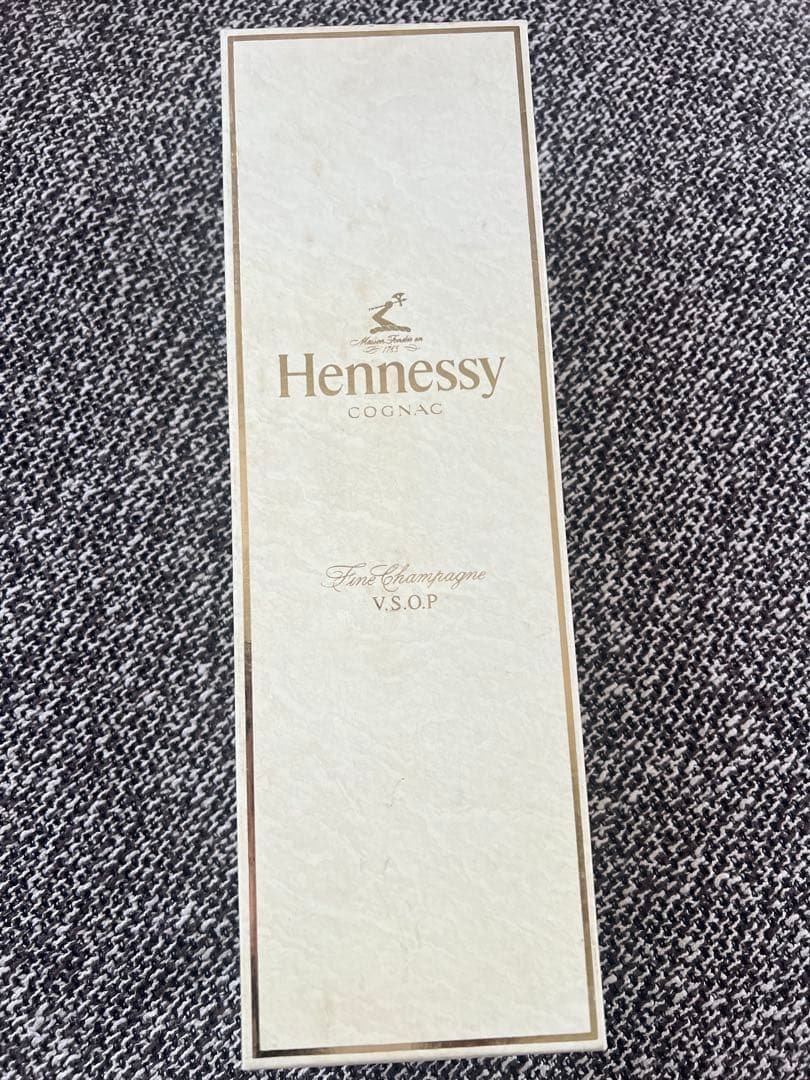 Maison Fondée en
1765
Hennessy
COGNAC
Fine Champagne
V.S.O.P